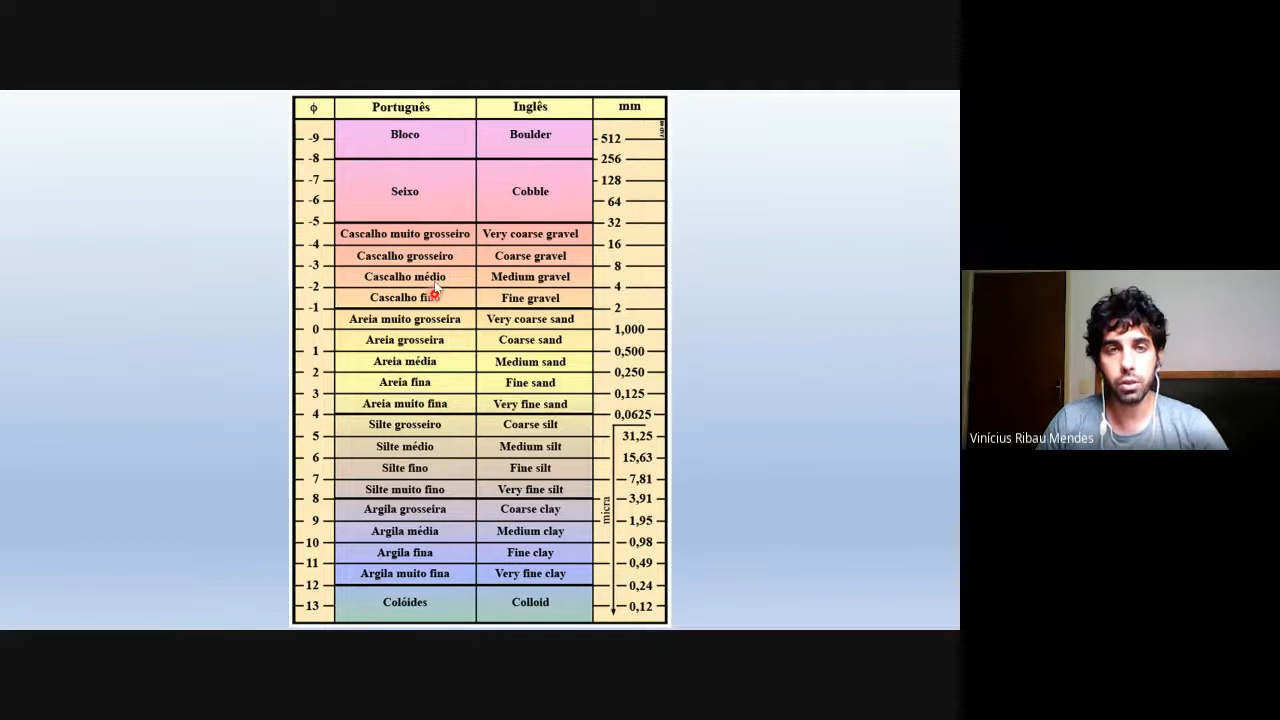 ϕ Português Inglês mm
-9 Bloco Boulder 512
-8 256
-7 128
Seixo Cobble
-6 64
-5 32
Cascalho muito grosseiro Very coarse gravel
-4 16
Cascalho grosseiro Coarse gravel
-3 8
Cascalho médio Medium gravel
-2 4
Cascalho fino Fine gravel
-1 2
Areia muito grosseira Very coarse sand
0 1,000
Areia grosseira Coarse sand
1 0,500
Areia média Medium sand
2 0,250
Areia fina Fine sand
3 0,125
Areia muito fina Very fine sand
4 0,0625
Silte grosseiro Coarse silt
5 31,25
Silte médio Medium silt
6 15,63
Silte fino Fine silt
7 7,81
Silte muito fino Very fine silt
8 3,91
Argila grosseira Coarse clay
micra
9 1,95
Argila média Medium clay
10 0,98
Argila fina Fine clay
11 0,49
Argila muito fina Very fine clay
12 0,24
Colóides Colloid
13 0,12
Vinícius Ribau Mendes